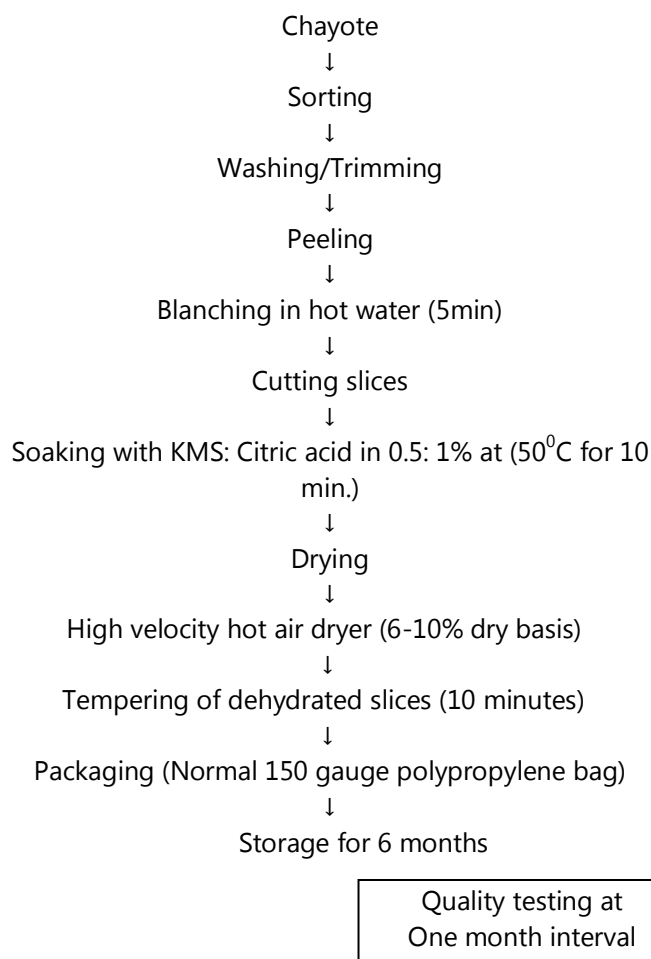 Chayote
↓
Sorting
↓
Washing/Trimming
↓
Peeling
↓
Blanching in hot water (5min)
↓
Cutting slices
↓
Soaking with KMS: Citric acid in 0.5: 1% at (50⁰C for 10
min.)
↓
Drying
↓
High velocity hot air dryer (6-10% dry basis)
↓
Tempering of dehydrated slices (10 minutes)
↓
Packaging (Normal 150 gauge polypropylene bag)
↓
Storage for 6 months
Quality testing at
One month interval